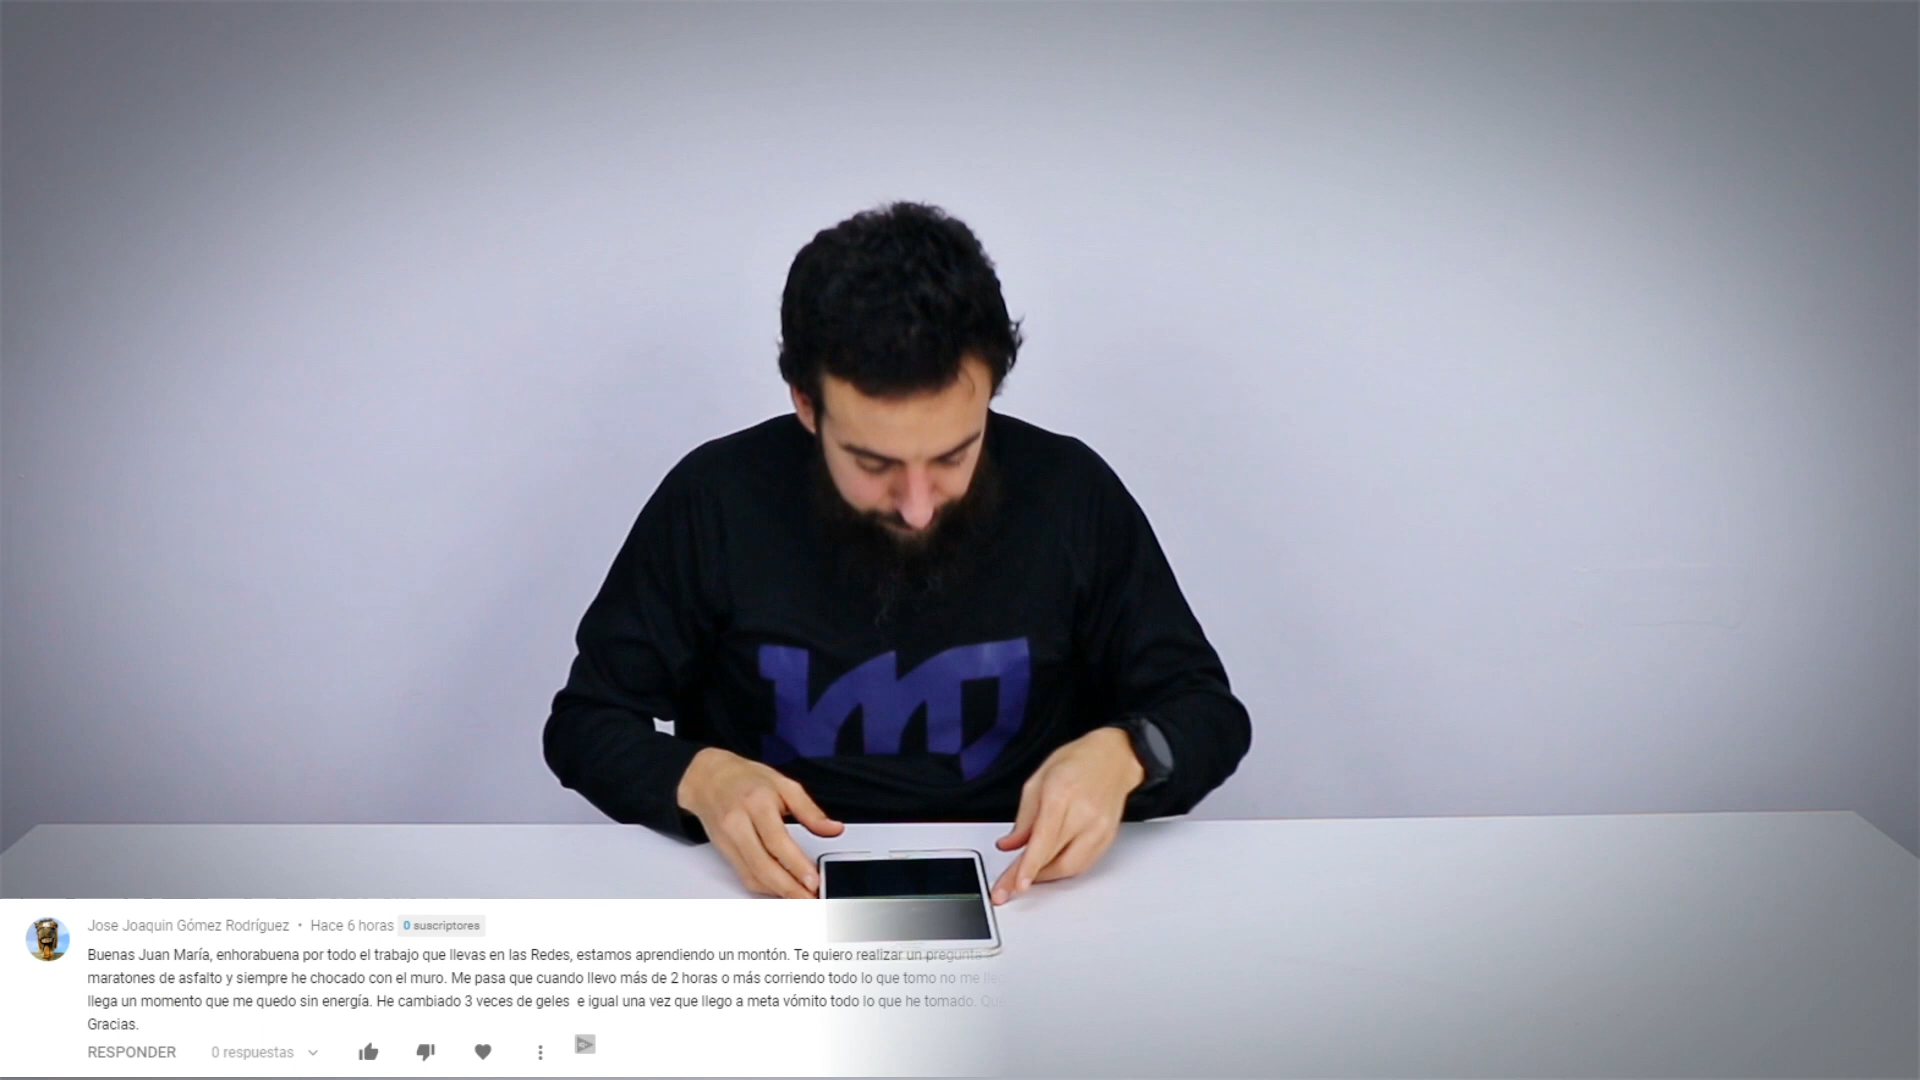 Jose Joaquin Gómez Rodríguez • Hace 6 horas 0 suscriptores
Buenas Juan María, enhorabuena por todo el trabajo que llevas en las Redes, estamos aprendiendo un montón. Te quiero realizar un pregunta
maratones de asfalto y siempre he chocado con el muro. Me pasa que cuando llevo más de 2 horas o más corriendo todo lo que tomo no me
llega un momento que me quedo sin energía. He cambiado 3 veces de geles e igual una vez que llego a meta vómito todo lo que he tomado.
Gracias.
RESPONDER 0 respuestas